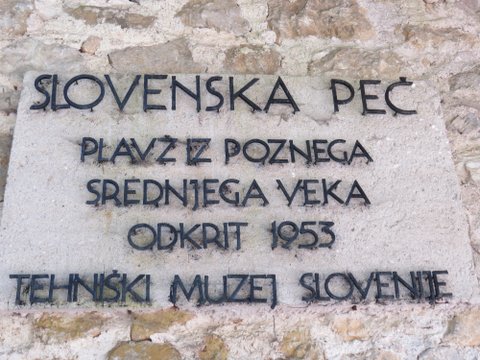 SLOVENSKA PEČ
PLAVŽ IZ POZNEGA
SREDNJEGA VEKA
ODKRIT 1953
TEHNIŠKI MUZEJ SLOVENIJE